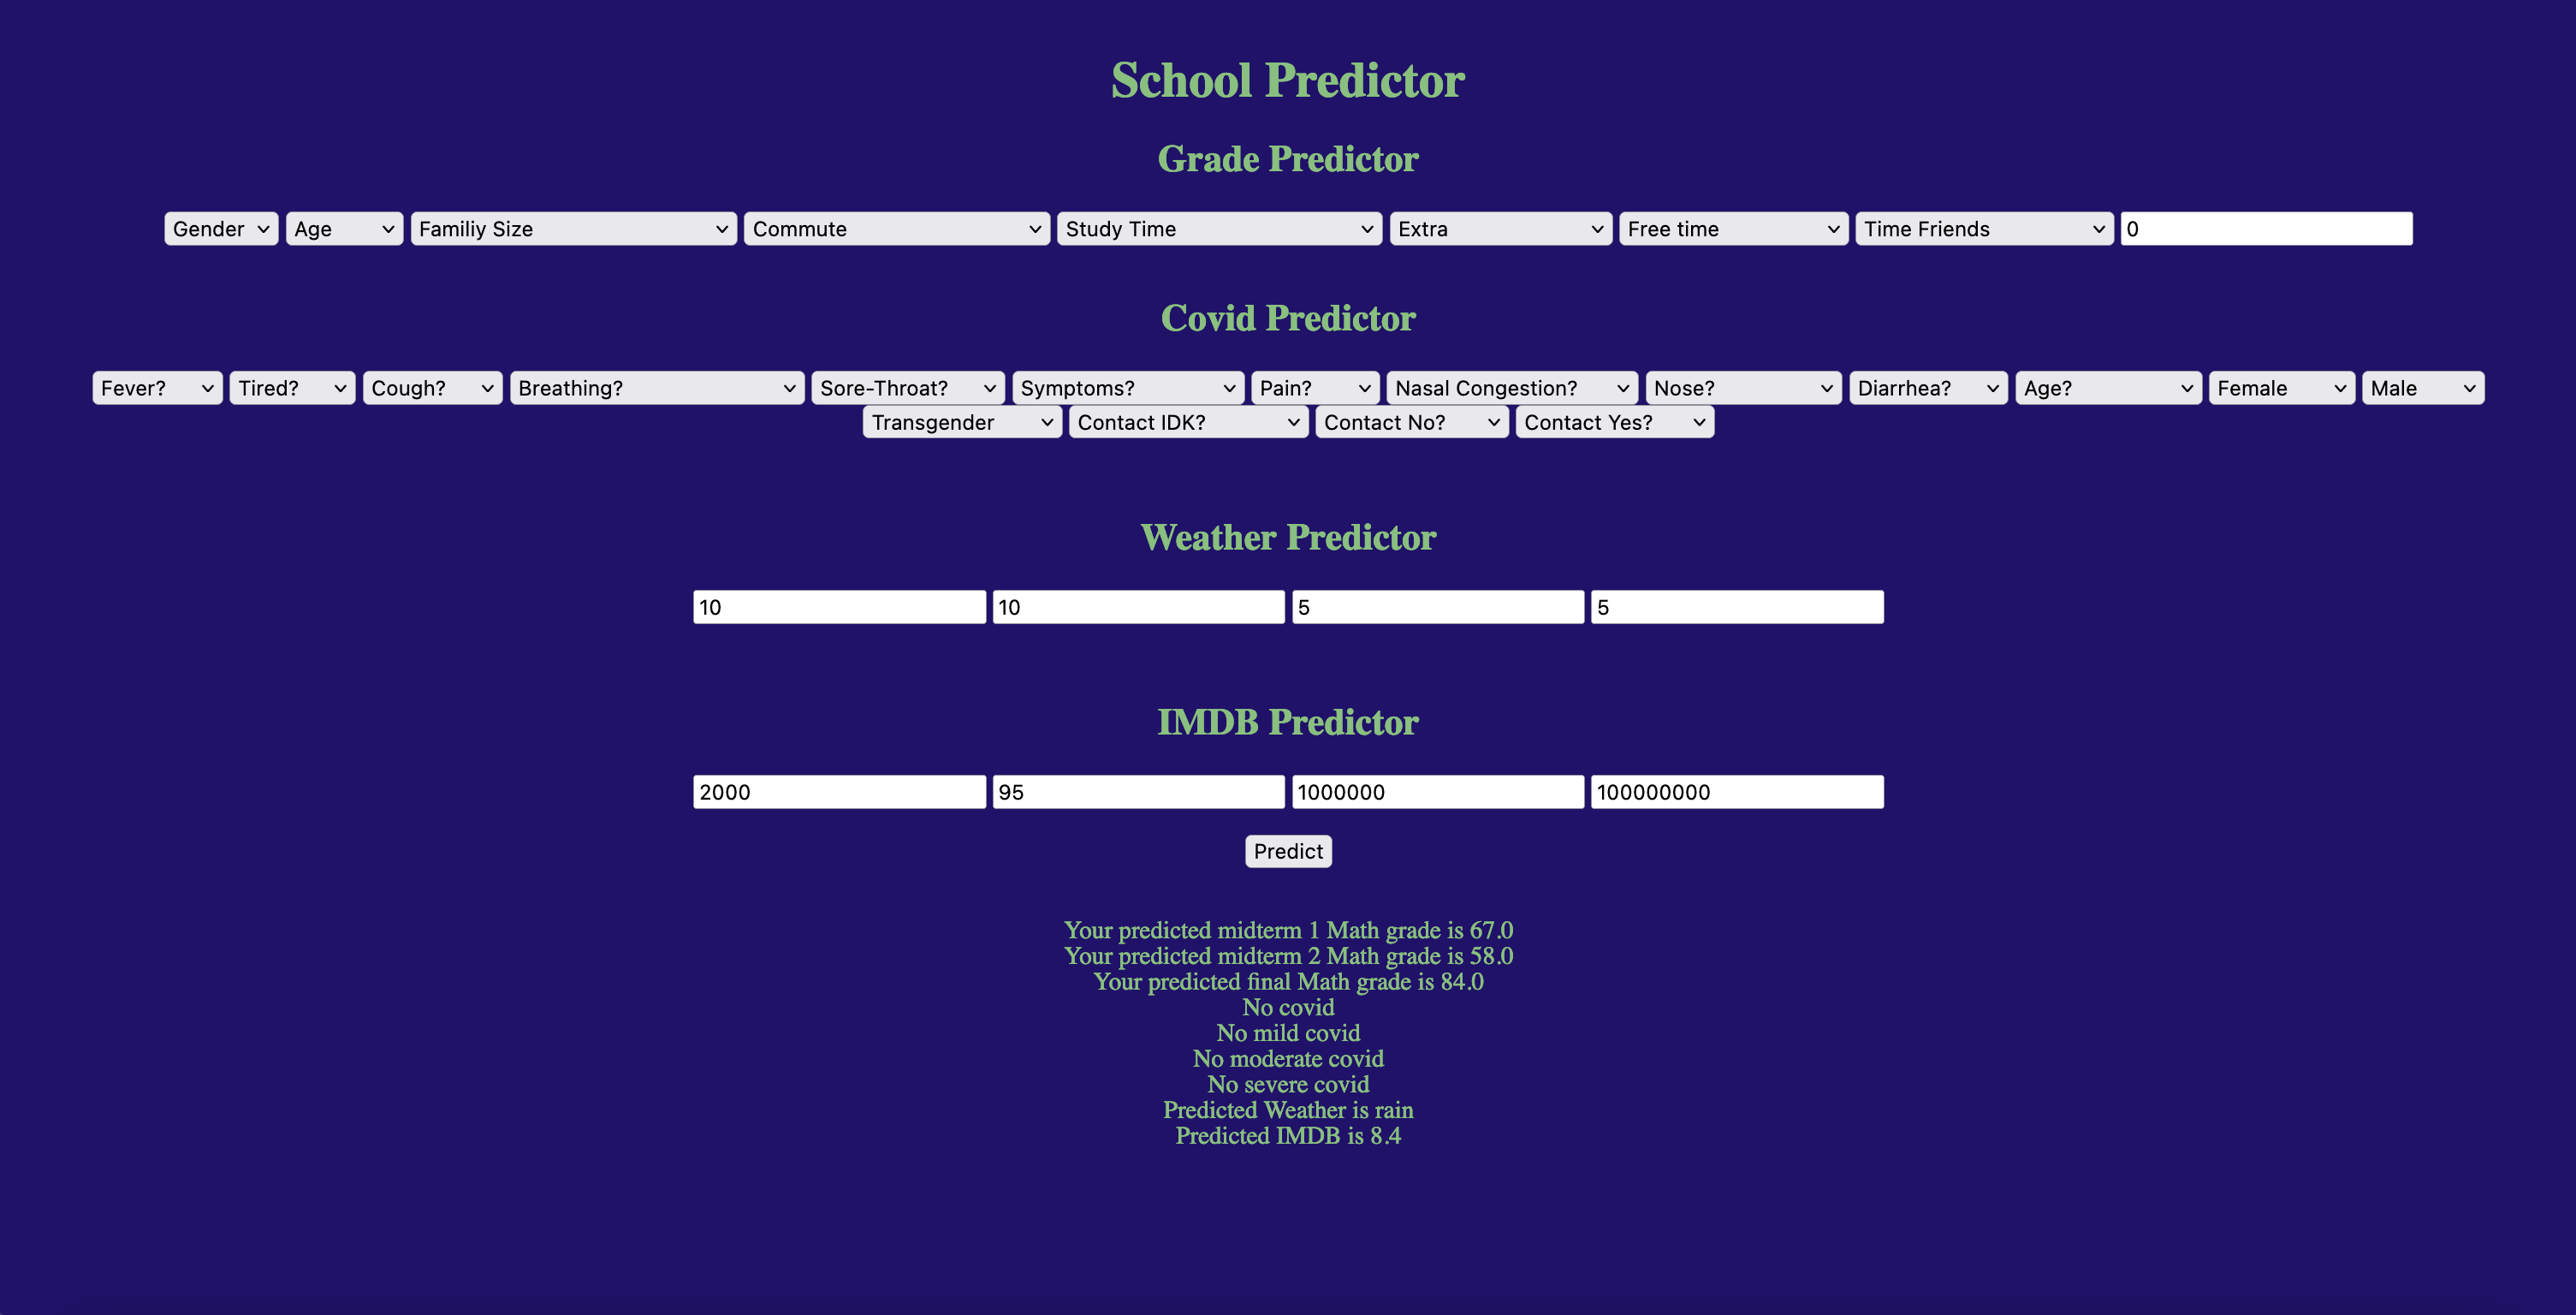 School Predictor
Grade Predictor
Gender Age Familiy Size Commute Study Time Extra Free time Time Friends 0
Covid Predictor
Fever? Tired? Cough? Breathing? Sore-Throat? Symptoms? Pain? Nasal Congestion? Nose? Diarrhea? Age? Female Male
Transgender Contact IDK? Contact No? Contact Yes?
Weather Predictor
10 10 5 5
IMDB Predictor
2000 95 1000000 100000000
Predict
Your predicted midterm 1 Math grade is 67.0
Your predicted midterm 2 Math grade is 58.0
Your predicted final Math grade is 84.0
No covid
No mild covid
No moderate covid
No severe covid
Predicted Weather is rain
Predicted IMDB is 8.4